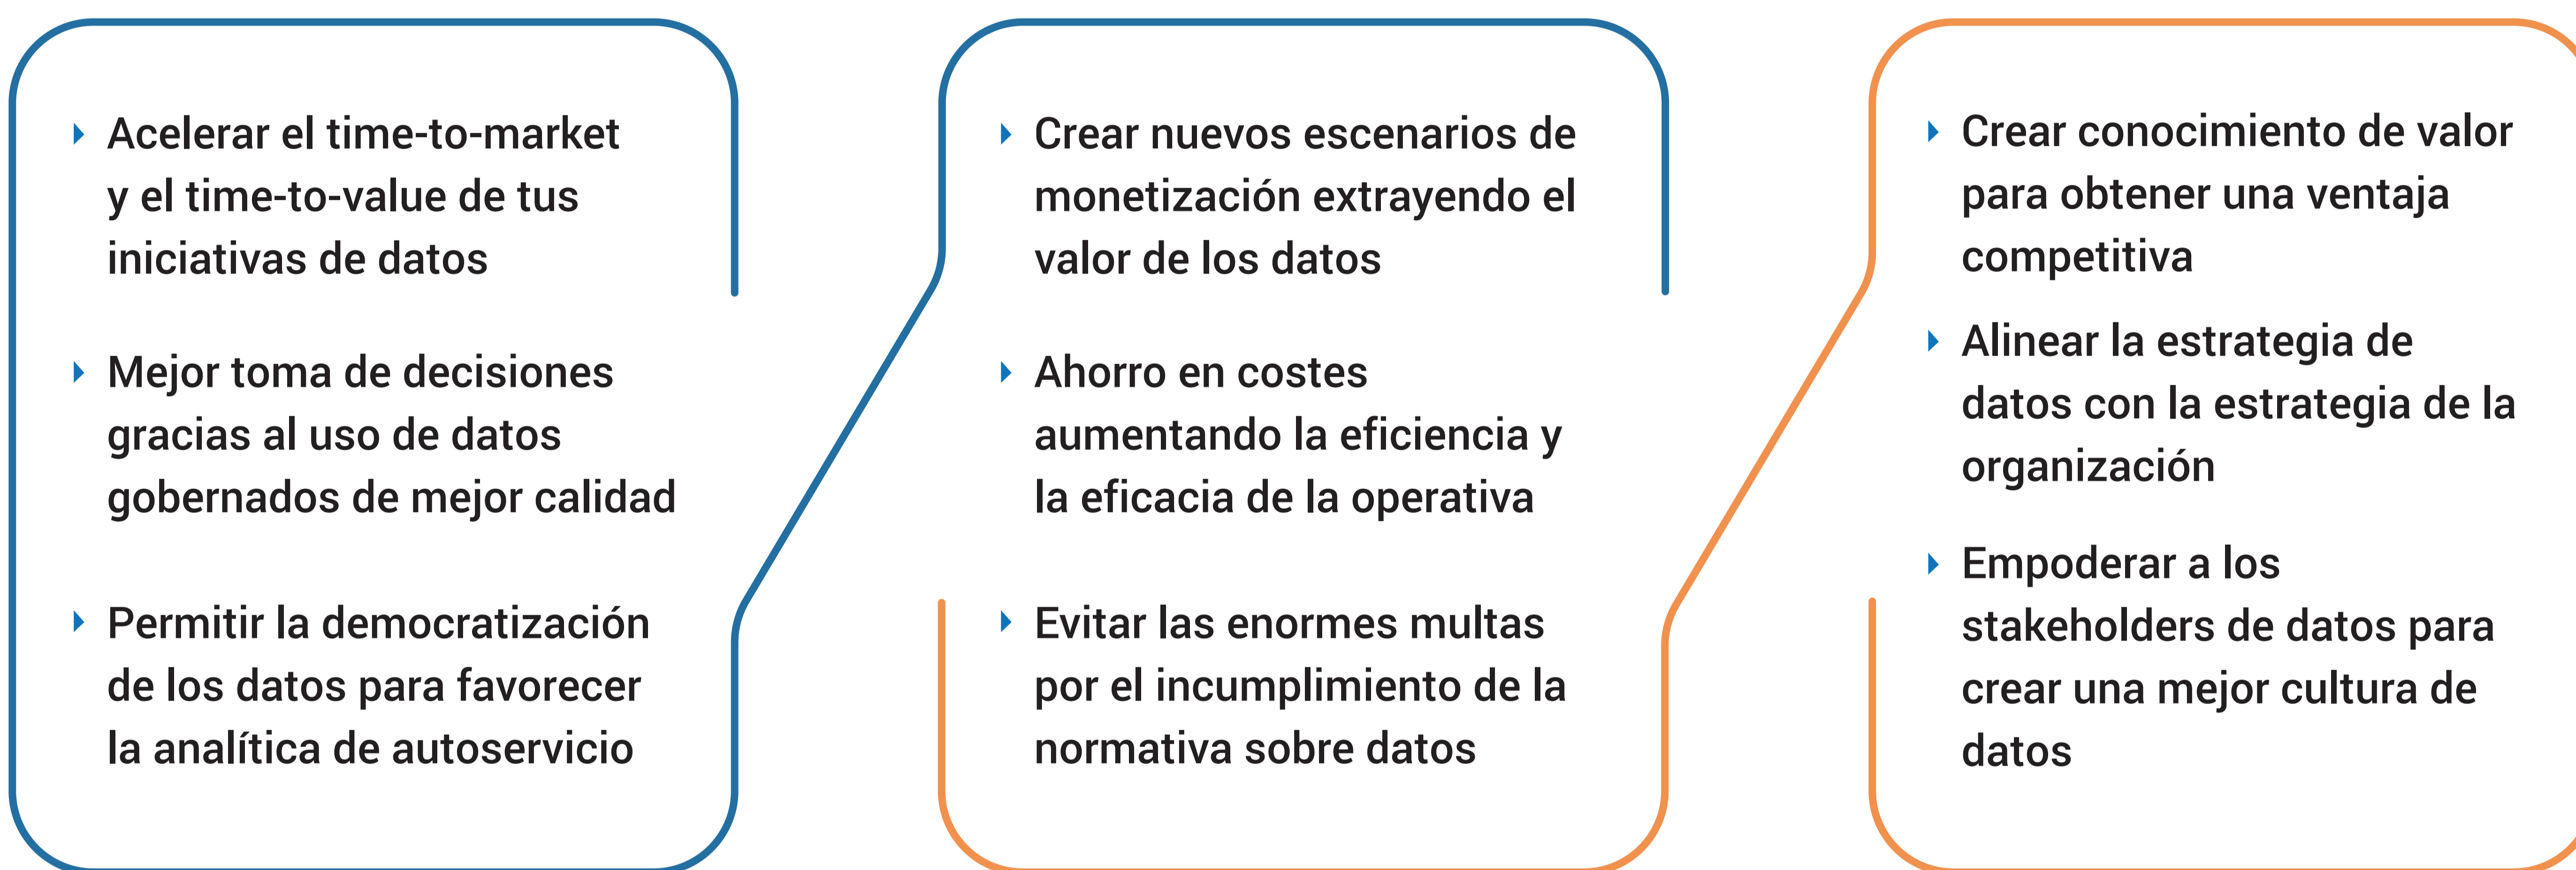 Acelerar el time-to-market
y el time-to-value de tus
iniciativas de datos
Mejor toma de decisiones
gracias al uso de datos
gobernados de mejor calidad
Permitir la democratización
de los datos para favorecer
la analítica de autoservicio
Crear nuevos escenarios de
monetización extrayendo el
valor de los datos
Ahorro en costes
aumentando la eficiencia y
la eficacia de la operativa
Evitar las enormes multas
por el incumplimiento de la
normativa sobre datos
Crear conocimiento de valor
para obtener una ventaja
competitiva
Alinear la estrategia de
datos con la estrategia de la
organización
Empoderar a los
stakeholders de datos para
crear una mejor cultura de
datos